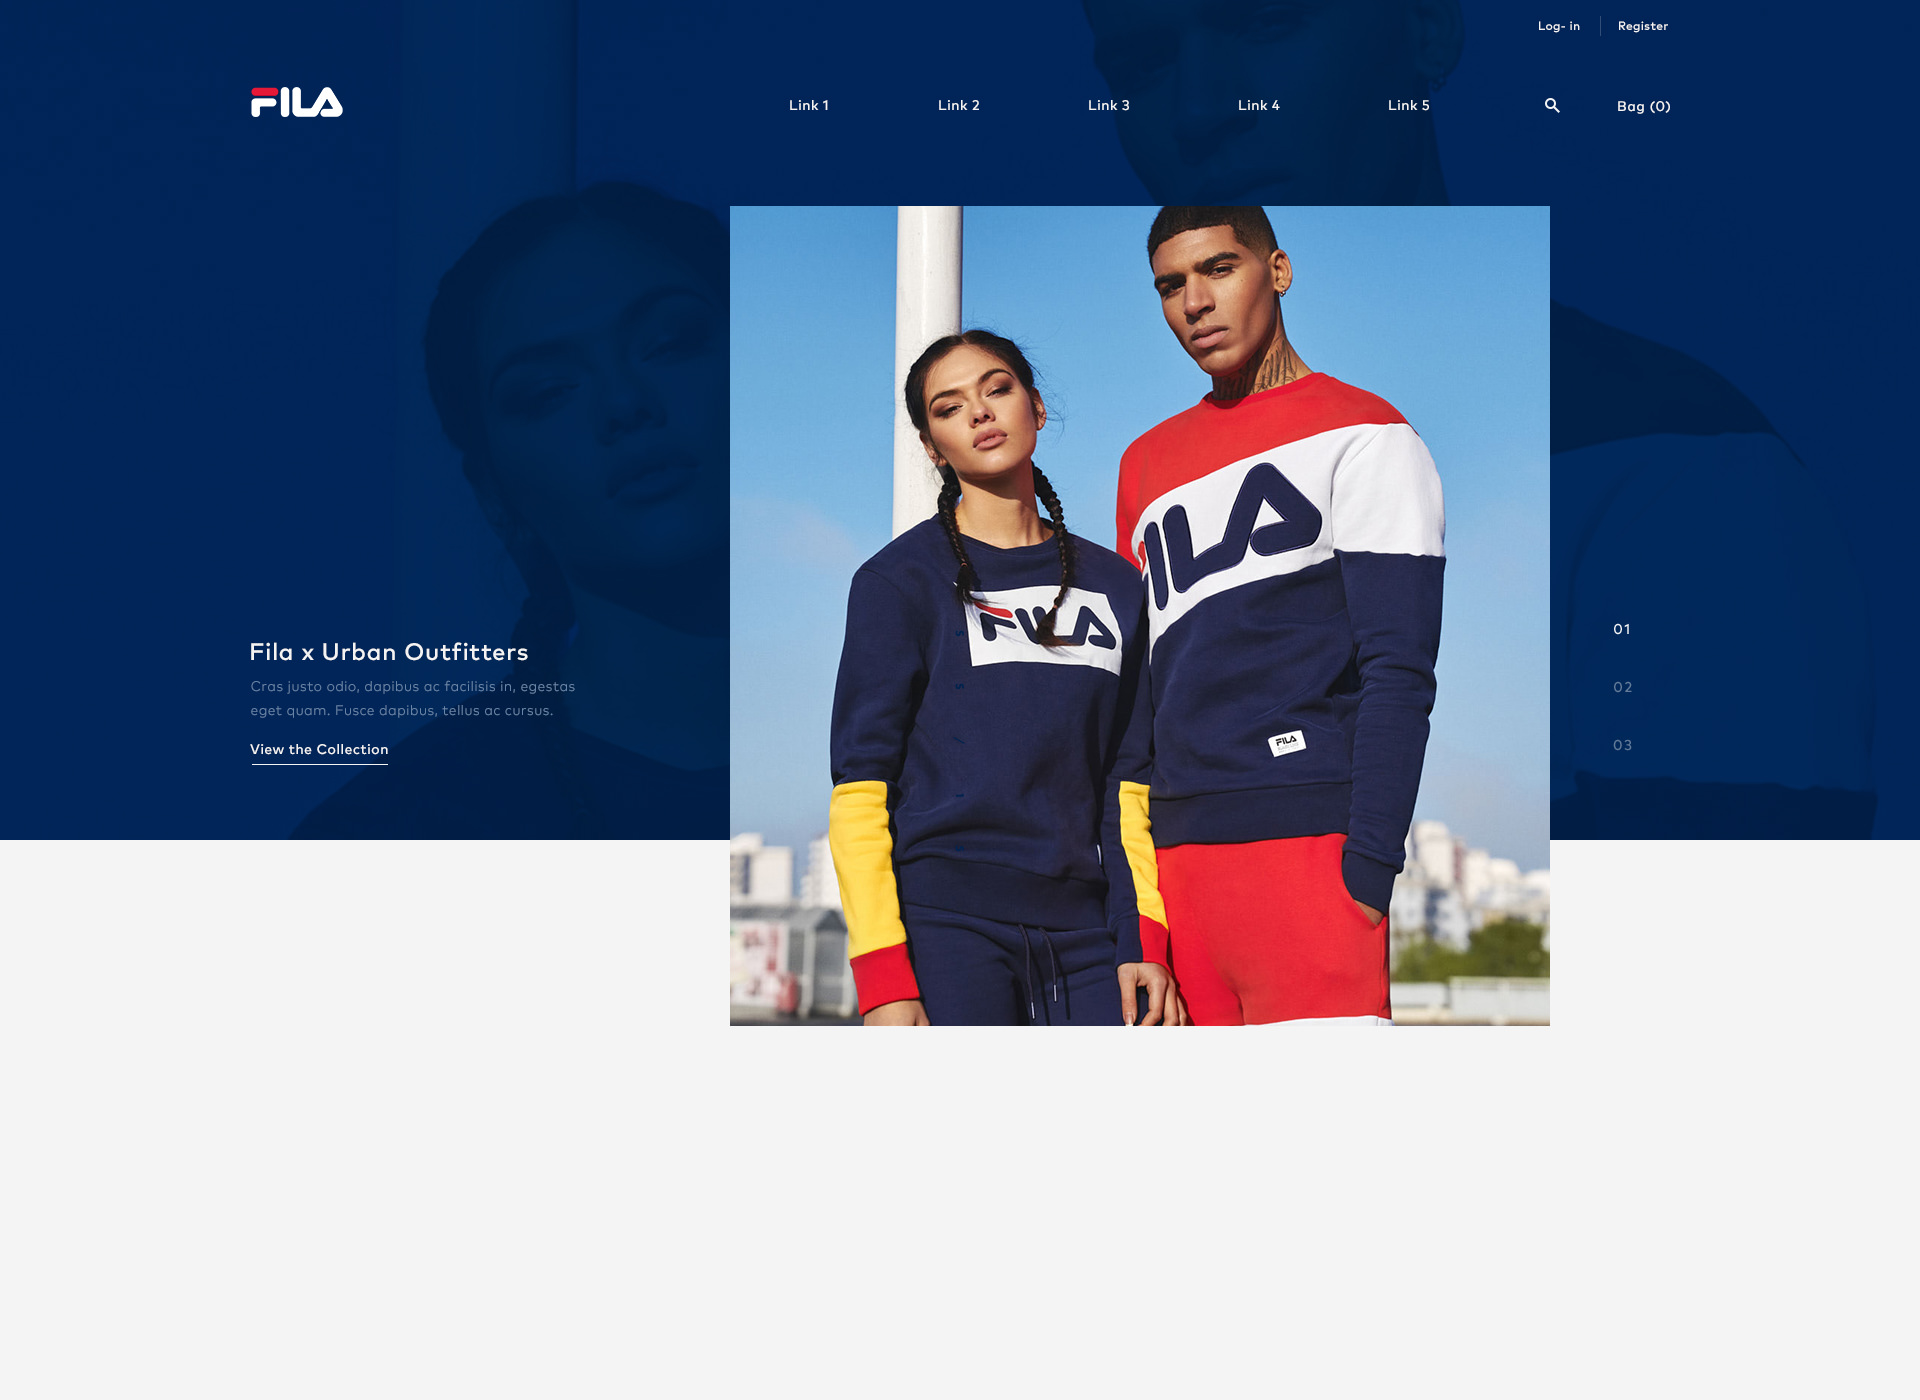 Log- in
Register
FILA
Link 1
Link 2
Link 3
Link 4
Link 5
Bag (0)
FILA
FILA
FILA
Fila x Urban Outfitters
Cras justo odio, dapibus ac facilisis in, egestas
eget quam. Fusce dapibus, tellus ac cursus.
View the Collection
01
02
03